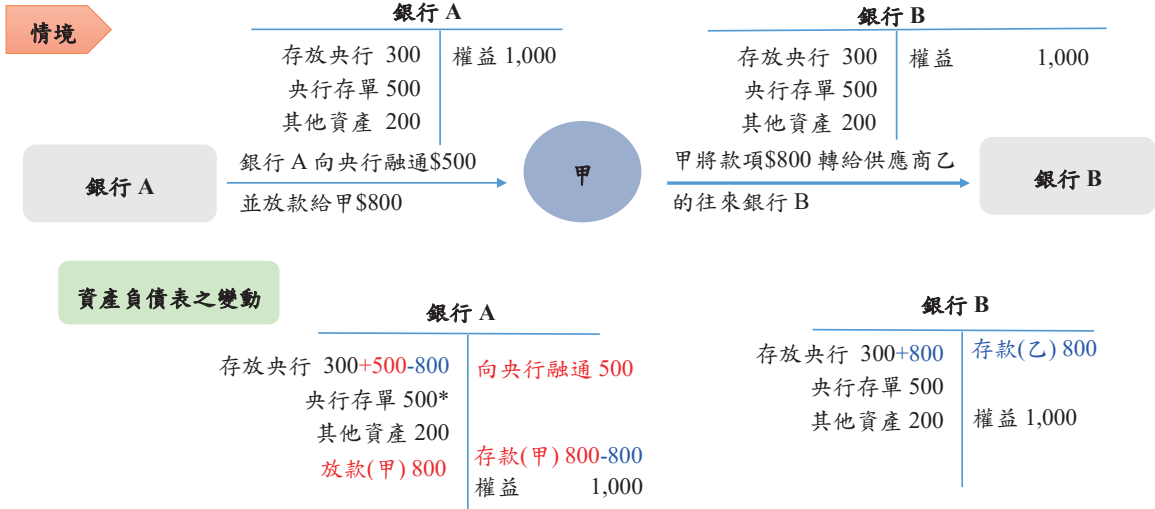 情境
銀行 A
存放央行 300 權益 1,000
央行存單 500
其他資產 200
銀行 B
存放央行 300 權益 1,000
央行存單 500
其他資產 200
銀行 A
銀行 A 向央行融通$500
並放款給甲$800
甲
甲將款項$800 轉給供應商乙
的往來銀行 B
銀行 B
資產負債表之變動
銀行 A
存放央行 300+500-800 向央行融通 500
央行存單 500*
其他資產 200
放款(甲) 800 存款(甲) 800-800
權益 1,000
銀行 B
存放央行 300+800 存款(乙) 800
央行存單 500
其他資產 200 權益 1,000